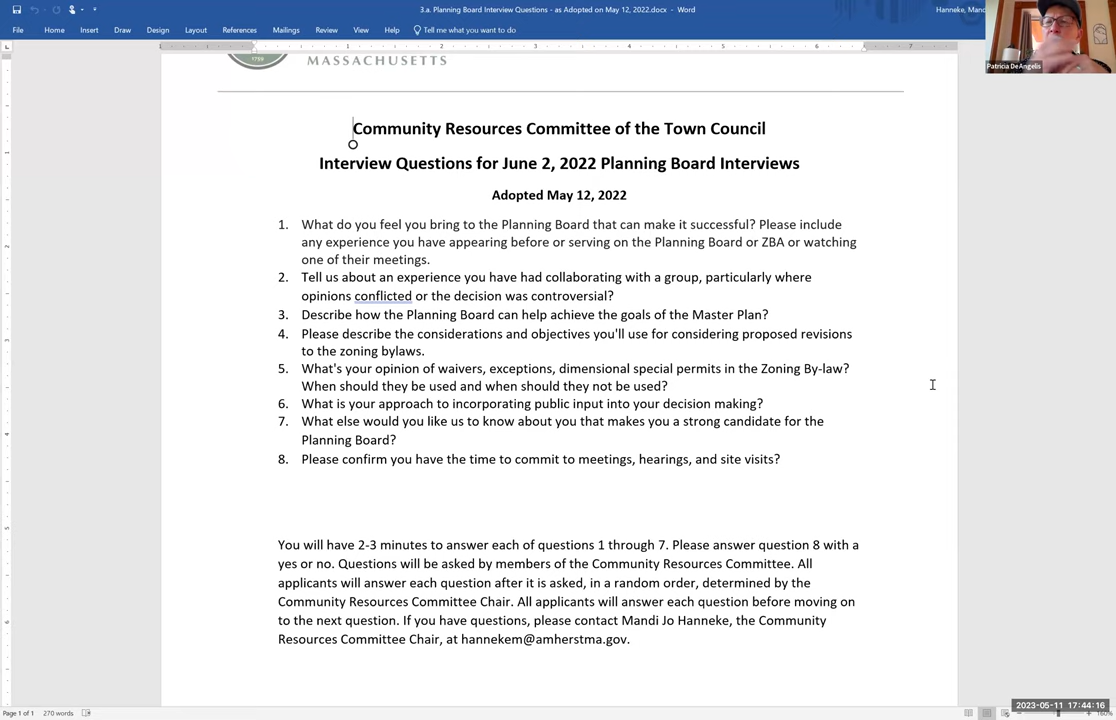 3.a. Planning Board Interview Questions - as Adopted on May 12, 2022.docx - Word
Hanneke, Mand
File Home Insert Draw Design Layout References Mailings Review View Help Tell me what you want to do
Patricia DeAngelis
1759
MASSACHUSETTS
Community Resources Committee of the Town Council
Interview Questions for June 2, 2022 Planning Board Interviews
Adopted May 12, 2022
1. What do you feel you bring to the Planning Board that can make it successful? Please include
any experience you have appearing before or serving on the Planning Board or ZBA or watching
one of their meetings.
2. Tell us about an experience you have had collaborating with a group, particularly where
opinions conflicted or the decision was controversial?
3. Describe how the Planning Board can help achieve the goals of the Master Plan?
4. Please describe the considerations and objectives you'll use for considering proposed revisions
to the zoning bylaws.
5. What's your opinion of waivers, exceptions, dimensional special permits in the Zoning By-law?
When should they be used and when should they not be used?
6. What is your approach to incorporating public input into your decision making?
7. What else would you like us to know about you that makes you a strong candidate for the
Planning Board?
8. Please confirm you have the time to commit to meetings, hearings, and site visits?
You will have 2-3 minutes to answer each of questions 1 through 7. Please answer question 8 with a
yes or no. Questions will be asked by members of the Community Resources Committee. All
applicants will answer each question after it is asked, in a random order, determined by the
Community Resources Committee Chair. All applicants will answer each question before moving on
to the next question. If you have questions, please contact Mandi Jo Hanneke, the Community
Resources Committee Chair, at hannekem@amherstma.gov.
2023-05-11 17:44:16
Page 1 of 1 270 words